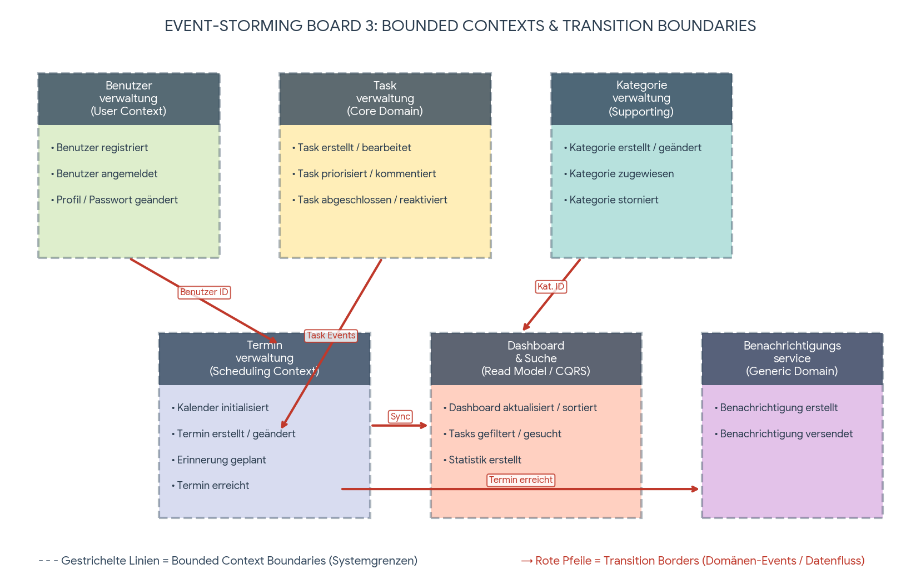 EVENT-STORMING BOARD 3: BOUNDED CONTEXTS & TRANSITION BOUNDARIES
Benutzer
verwaltung
(User Context)
• Benutzer registriert
• Benutzer angemeldet
• Profil / Passwort geändert
Task
verwaltung
(Core Domain)
• Task erstellt / bearbeitet
• Task priorisiert / kommentiert
• Task abgeschlossen / reaktiviert
Kategorie
verwaltung
(Supporting)
• Kategorie erstellt / geändert
• Kategorie zugewiesen
• Kategorie storniert
Benutzer ID
Task Events
Kat. ID
Termin
verwaltung
(Scheduling Context)
• Kalender initialisiert
• Termin erstellt / geändert
• Erinnerung geplant
• Termin erreicht
Sync
Dashboard
& Suche
(Read Model / CQRS)
• Dashboard aktualisiert / sortiert
• Tasks gefiltert / gesucht
• Statistik erstellt
Termin erreicht
Benachrichtigungs
service
(Generic Domain)
• Benachrichtigung erstellt
• Benachrichtigung versendet
--- Gestrichelte Linien = Bounded Context Boundaries (Systemgrenzen)
→ Rote Pfeile = Transition Borders (Domänen-Events / Datenfluss)